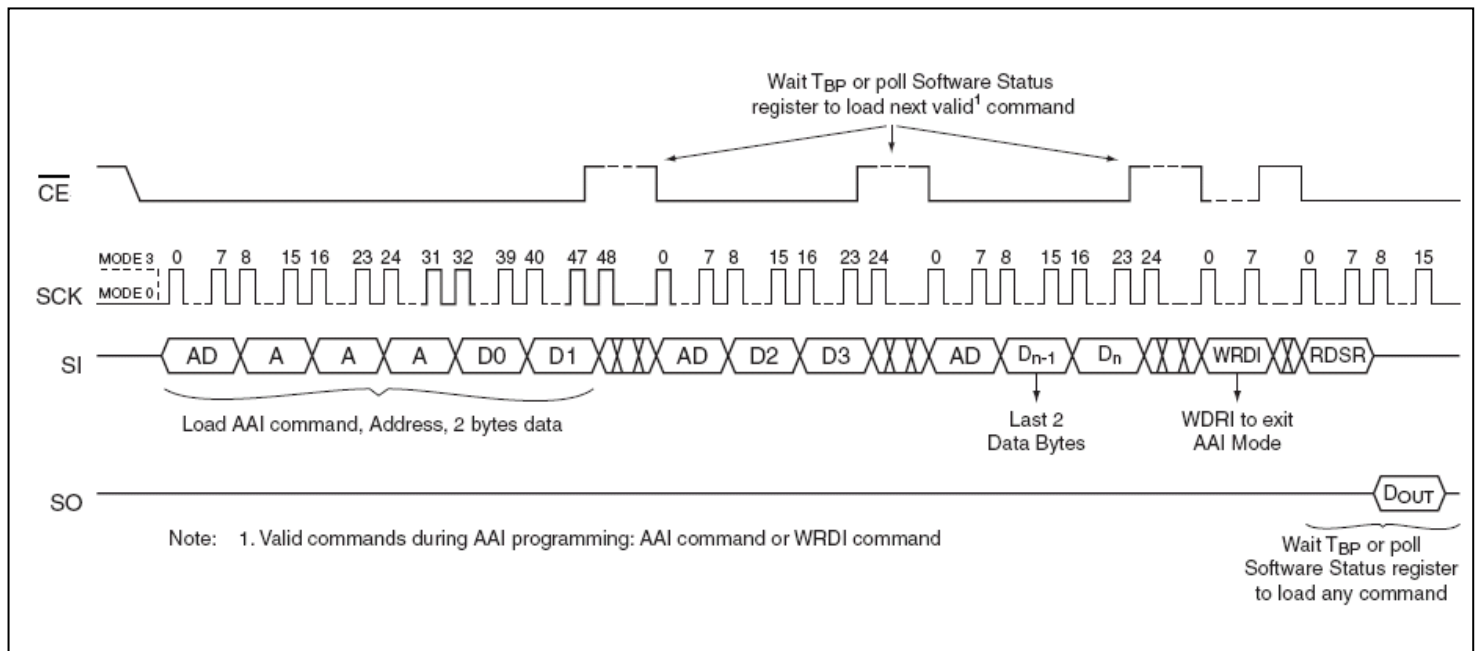 Wait TBP or poll Software Status
register to load next valid1 command
CE
MODE 3
0 7 8 15 16 23 24 31 32 39 40 47 48 0 7 8 15 16 23 24 0 7 8 15 16 23 24 0 7 0 7 8 15
SCK
MODE 0
SI
AD A A A D0 D1 AD D2 D3 AD Dn-1 Dn WRDI RDSR
Load AAI command, Address, 2 bytes data
Last 2
Data Bytes
WDRI to exit
AAI Mode
SO
DOUT
Note: 1. Valid commands during AAI programming: AAI command or WRDI command
Wait TBP or poll
Software Status register
to load any command